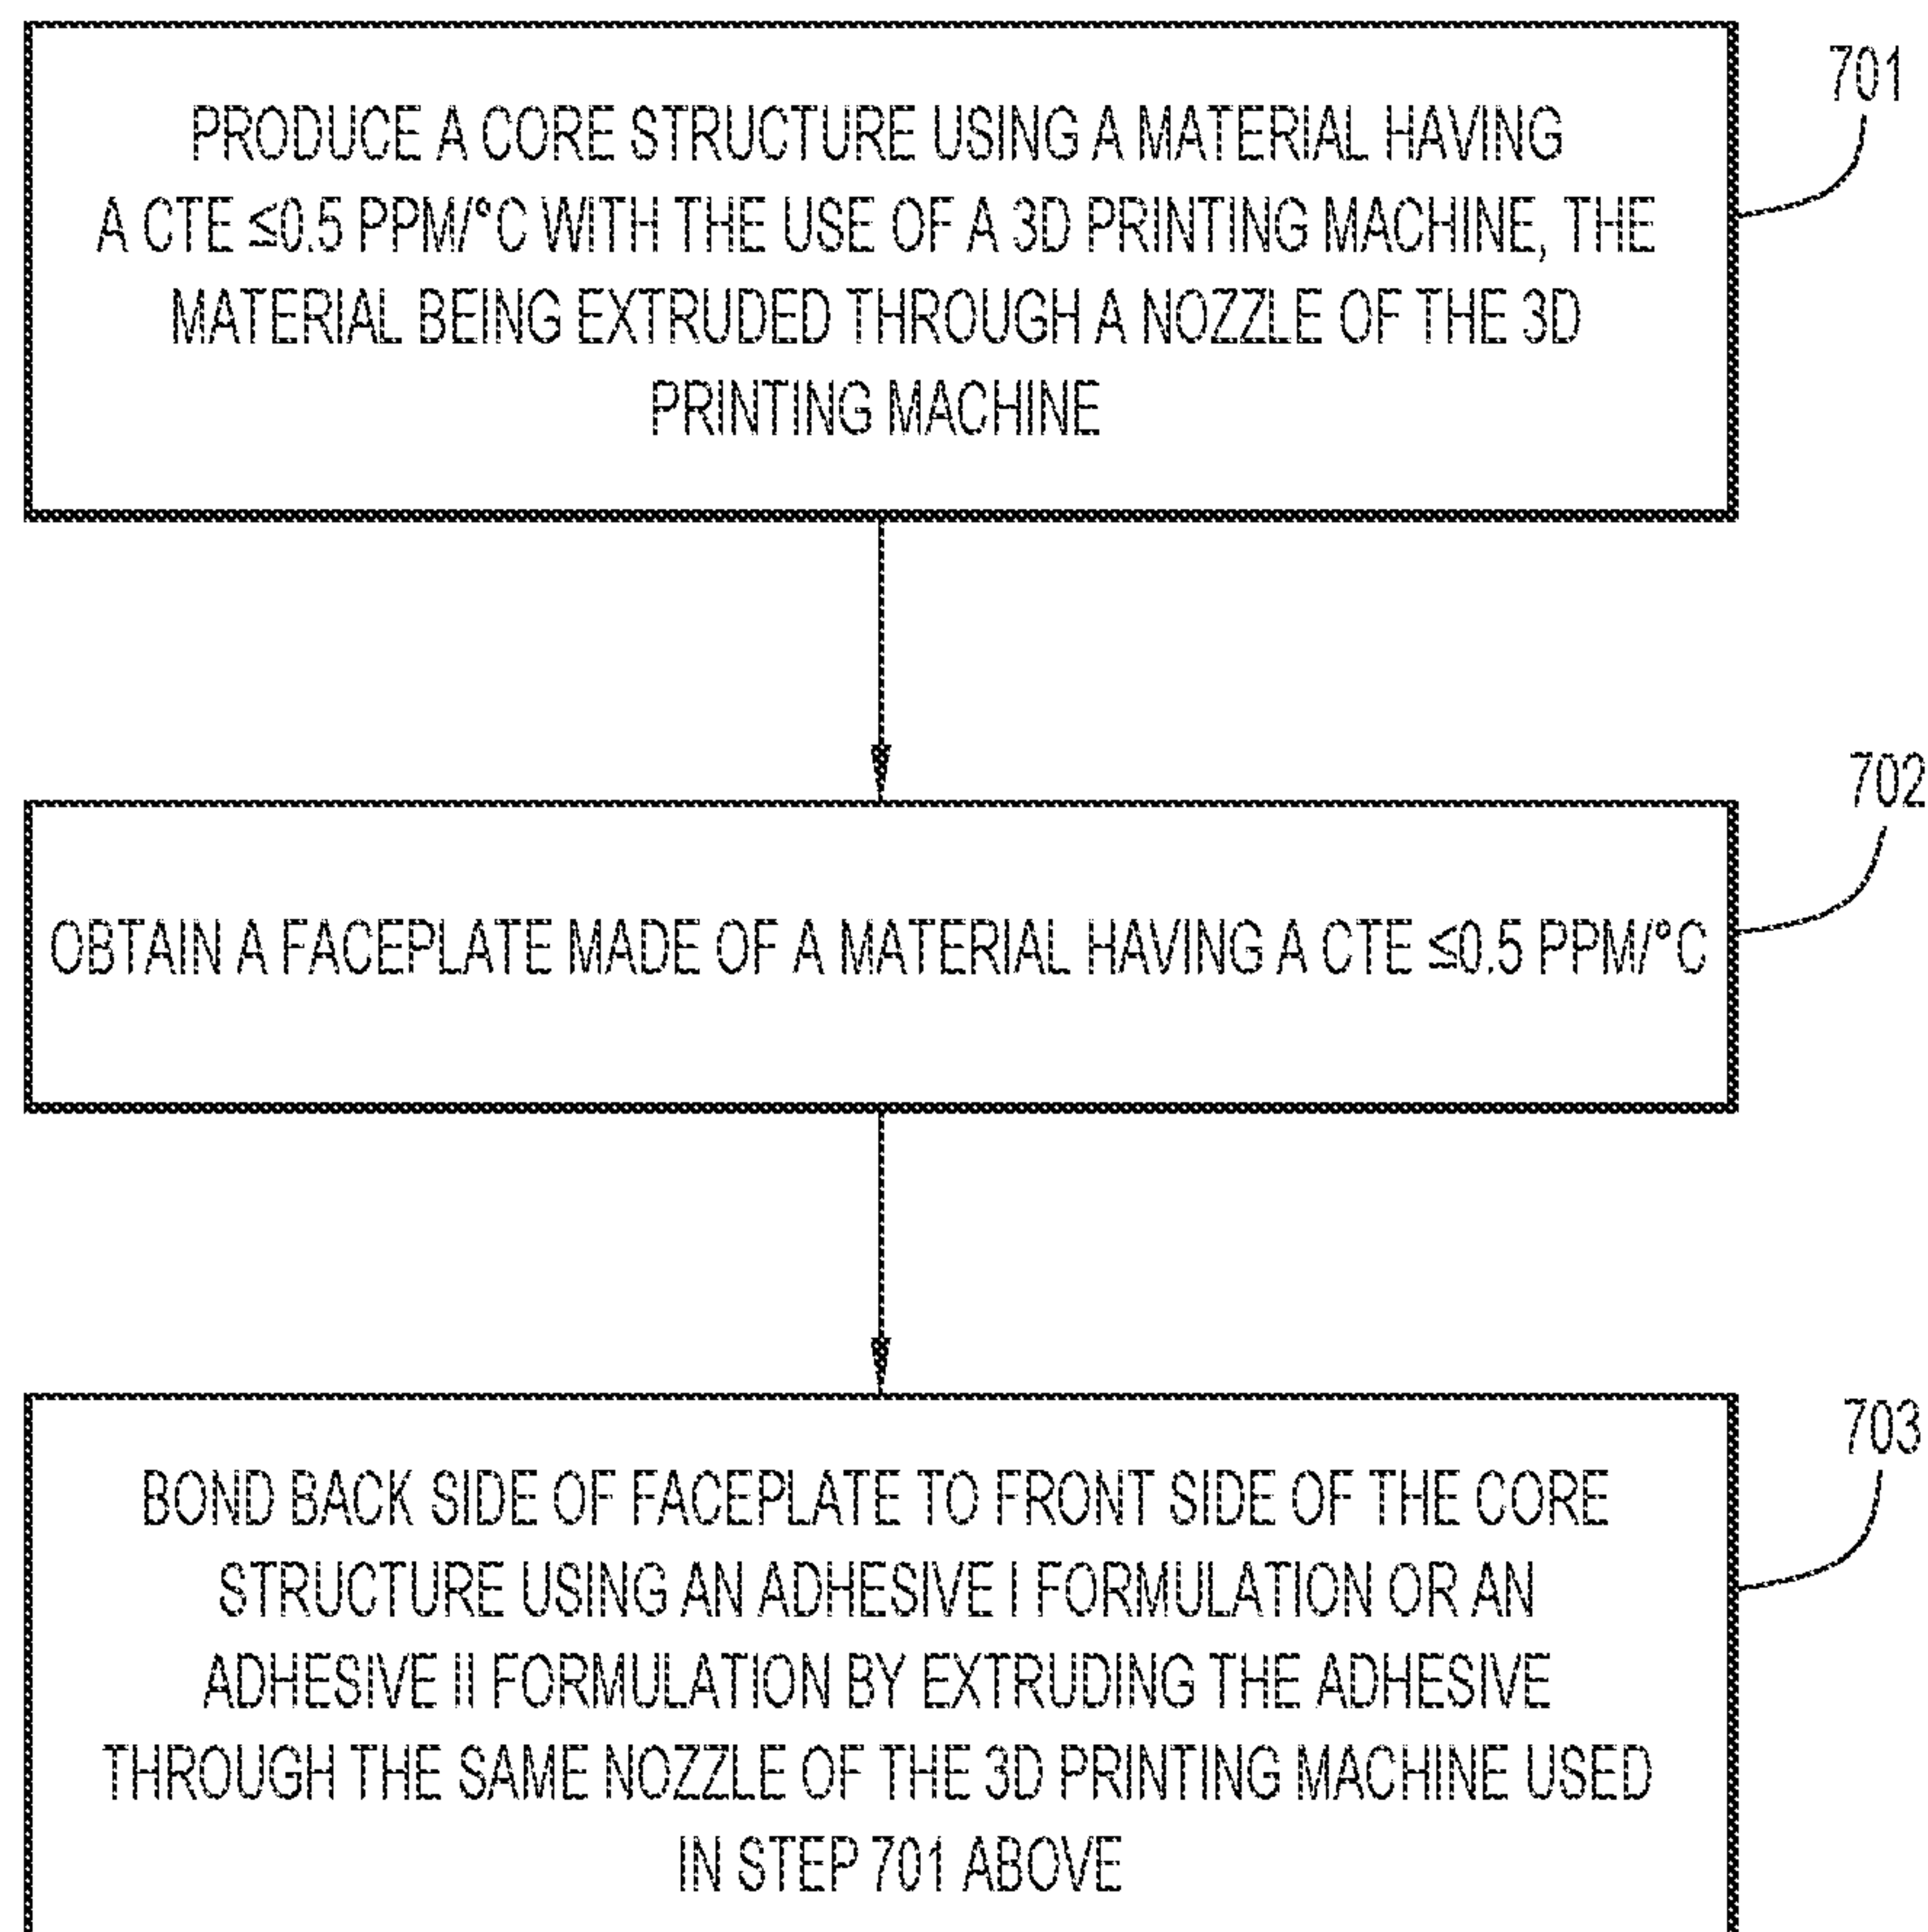 701
PRODUCE A CORE STRUCTURE USING A MATERIAL HAVING
A CTE ≤0.5 PPM/°C WITH THE USE OF A 3D PRINTING MACHINE, THE
MATERIAL BEING EXTRUDED THROUGH A NOZZLE OF THE 3D
PRINTING MACHINE
702
OBTAIN A FACEPLATE MADE OF A MATERIAL HAVING A CTE ≤0.5 PPM/°C
703
BOND BACK SIDE OF FACEPLATE TO FRONT SIDE OF THE CORE
STRUCTURE USING AN ADHESIVE I FORMULATION OR AN
ADHESIVE II FORMULATION BY EXTRUDING THE ADHESIVE
THROUGH THE SAME NOZZLE OF THE 3D PRINTING MACHINE USED
IN STEP 701 ABOVE